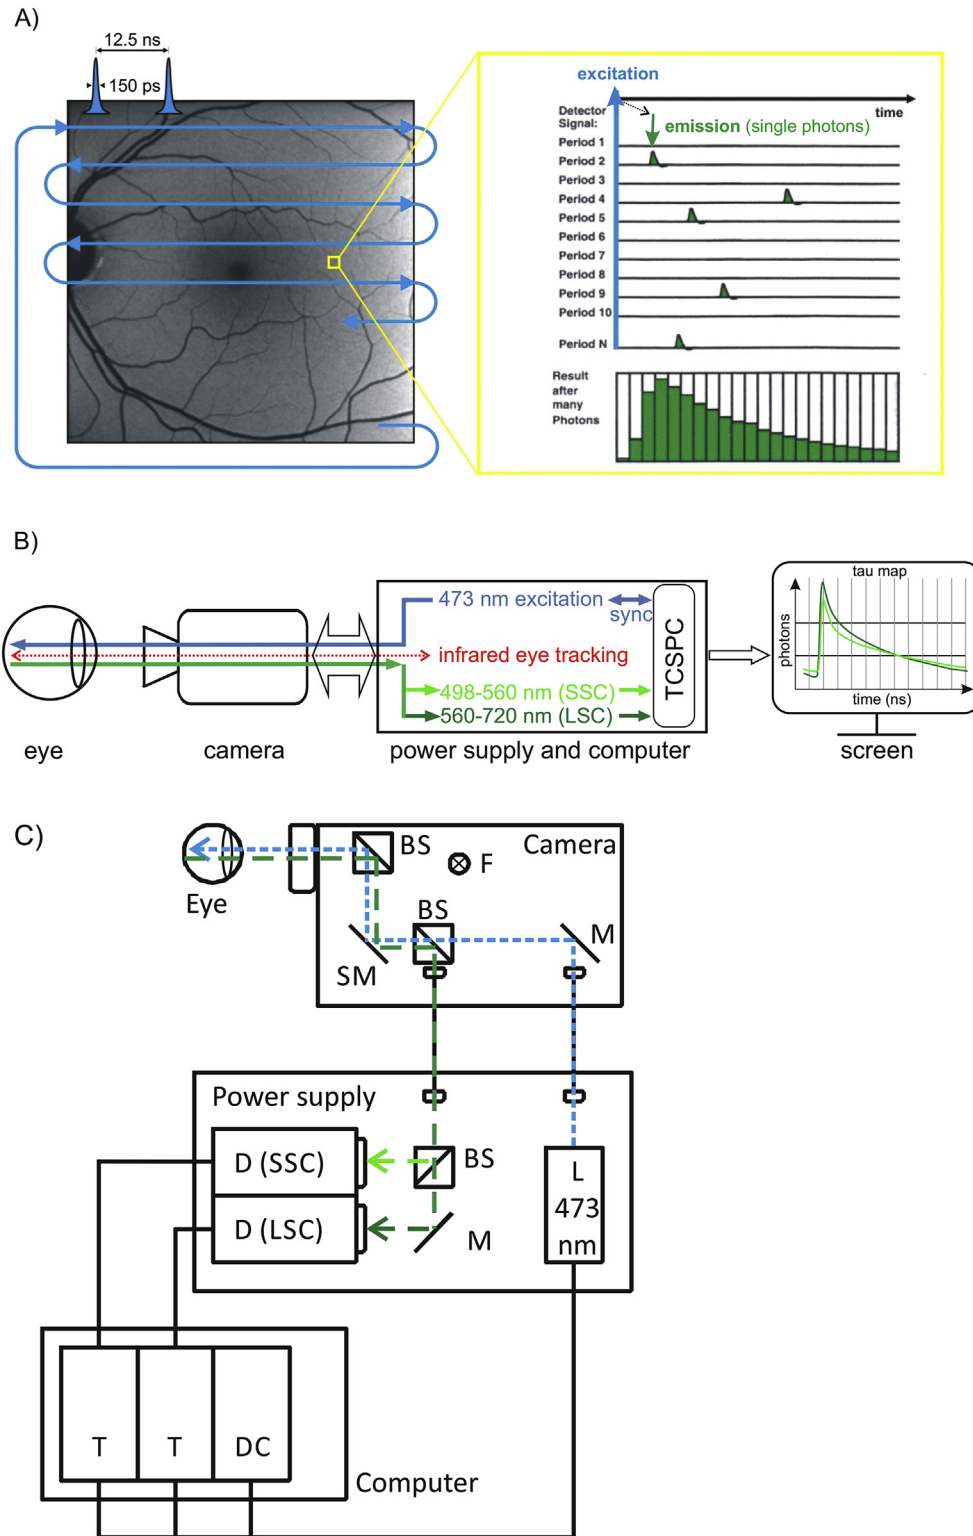 A)
12.5 ns
150 ps
excitation
time
Detector
Signal:
emission (single photons)
Period 1
Period 2
Period 3
Period 4
Period 5
Period 6
Period 7
Period 8
Period 9
Period 10
Period N
Result
after
many
Photons
B)
473 nm excitation
sync
infrared eye tracking
498-560 nm (SSC)
560-720 nm (LSC)
TCSPC
tau map
photons
time (ns)
eye
camera
power supply and computer
screen
C)
BS
F
Camera
Eye
BS
M
SM
Power supply
D (SSC)
BS
L
473
nm
D (LSC)
M
T
T
DC
Computer